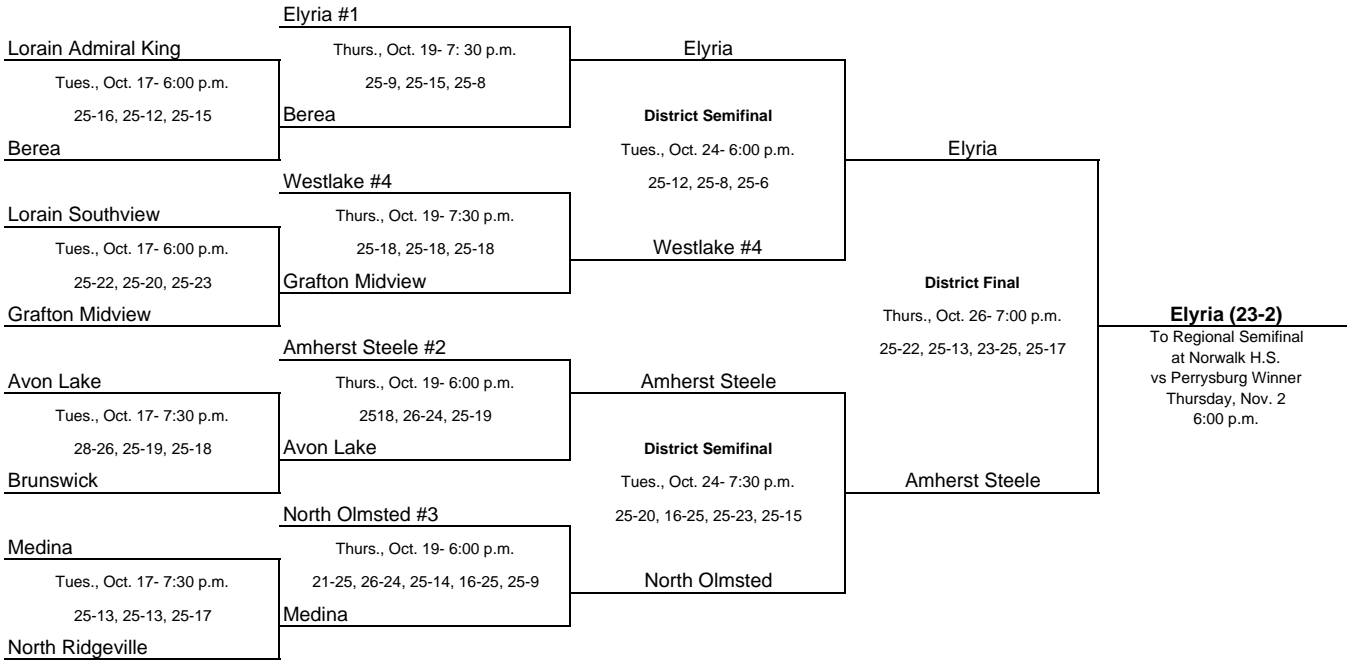 Elyria #1
Lorain Admiral King
Thurs., Oct. 19- 7: 30 p.m.
Elyria
Tues., Oct. 17- 6:00 p.m.
25-9, 25-15, 25-8
25-16, 25-12, 25-15
Berea
District Semifinal
Berea
Tues., Oct. 24- 6:00 p.m.
Elyria
Westlake #4
25-12, 25-8, 25-6
Lorain Southview
Thurs., Oct. 19- 7:30 p.m.
Tues., Oct. 17- 6:00 p.m.
25-18, 25-18, 25-18
Westlake #4
25-22, 25-20, 25-23
Grafton Midview
District Final
Grafton Midview
Thurs., Oct. 26- 7:00 p.m.
Elyria (23-2)
To Regional Semifinal
at Norwalk H.S.
vs Perrysburg Winner
Thursday, Nov. 2
6:00 p.m.
Amherst Steele #2
25-22, 25-13, 23-25, 25-17
Avon Lake
Thurs., Oct. 19- 6:00 p.m.
Amherst Steele
Tues., Oct. 17- 7:30 p.m.
2518, 26-24, 25-19
28-26, 25-19, 25-18
Avon Lake
District Semifinal
Brunswick
Tues., Oct. 24- 7:30 p.m.
Amherst Steele
North Olmsted #3
25-20, 16-25, 25-23, 25-15
Medina
Thurs., Oct. 19- 6:00 p.m.
Tues., Oct. 17- 7:30 p.m.
21-25, 26-24, 25-14, 16-25, 25-9
North Olmsted
25-13, 25-13, 25-17
Medina
North Ridgeville